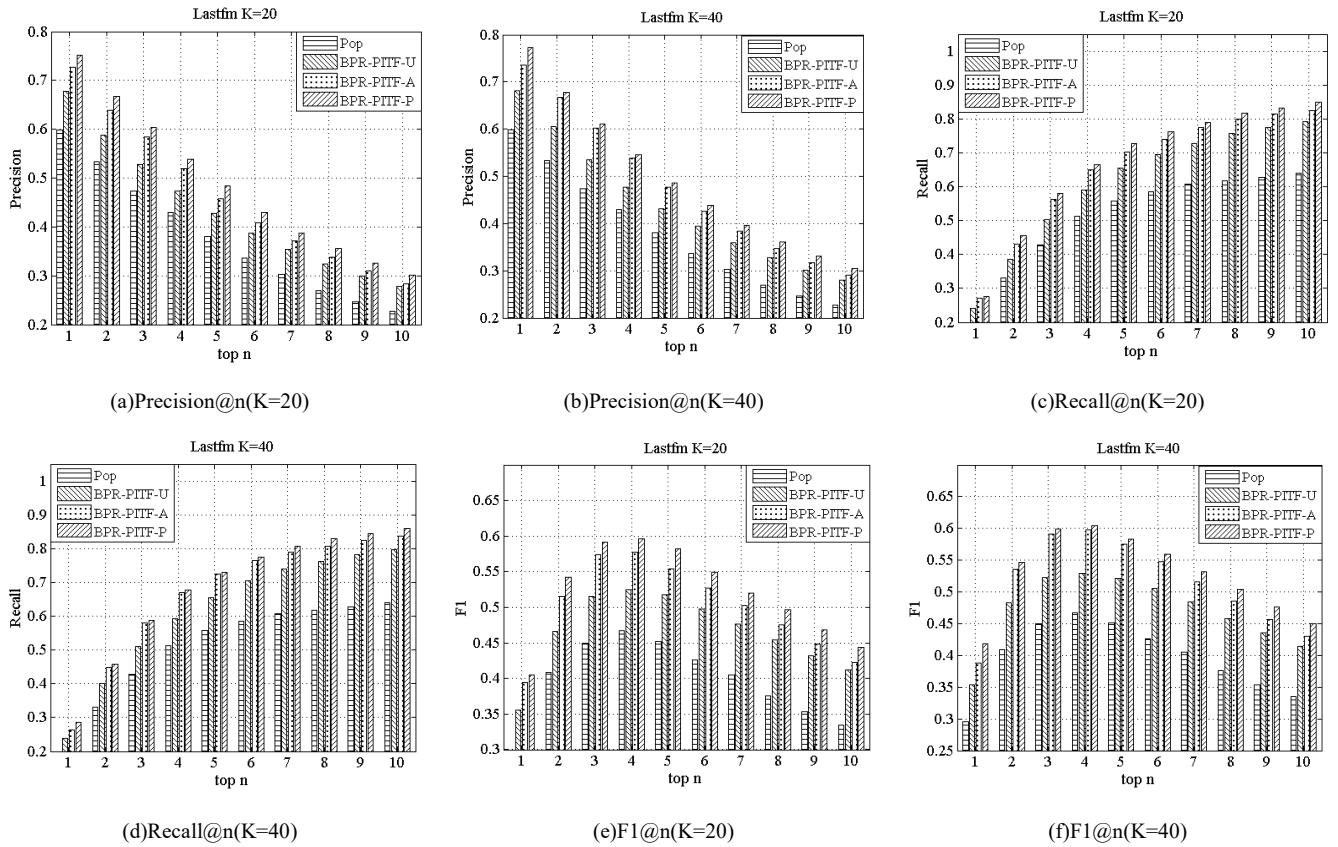 Lastfm K=20
0.8
0.7
0.6
0.5
0.4
0.3
0.2
Precision
Pop
BPR-PITF-U
BPR-PITF-A
BPR-PITF-P
1 2 3 4 5 6 7 8 9 10
top n
(a)Precision@n(K=20)
Lastfm K=40
0.8
0.7
0.6
0.5
0.4
0.3
0.2
Precision
Pop
BPR-PITF-U
BPR-PITF-A
BPR-PITF-P
1 2 3 4 5 6 7 8 9 10
top n
(b)Precision@n(K=40)
Lastfm K=20
1
0.9
0.8
0.7
0.6
0.5
0.4
0.3
0.2
Recall
Pop
BPR-PITF-U
BPR-PITF-A
BPR-PITF-P
1 2 3 4 5 6 7 8 9 10
top n
(c)Recall@n(K=20)
Lastfm K=40
1
0.9
0.8
0.7
0.6
0.5
0.4
0.3
0.2
Recall
Pop
BPR-PITF-U
BPR-PITF-A
BPR-PITF-P
1 2 3 4 5 6 7 8 9 10
top n
(d)Recall@n(K=40)
Lastfm K=20
0.65
0.6
0.55
0.5
0.45
0.4
0.35
0.3
F1
Pop
BPR-PITF-U
BPR-PITF-A
BPR-PITF-P
1 2 3 4 5 6 7 8 9 10
top n
(e)F1@n(K=20)
Lastfm K=40
0.65
0.6
0.55
0.5
0.45
0.4
0.35
0.3
0.25
F1
Pop
BPR-PITF-U
BPR-PITF-A
BPR-PITF-P
1 2 3 4 5 6 7 8 9 10
top n
(f)F1@n(K=40)